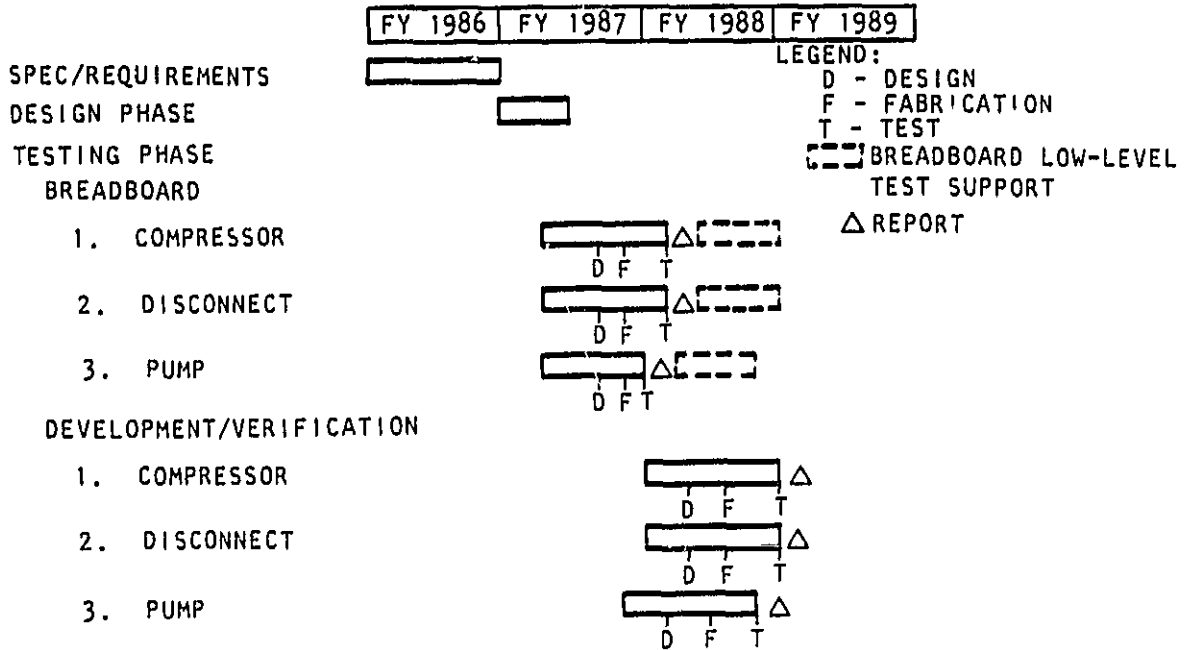 FY 1986 FY 1987 FY 1988 FY 1989
LEGEND:
SPEC/REQUIREMENTS
D - DESIGN
DESIGN PHASE
F - FABRICATION
T - TEST
TESTING PHASE
BREADBOARD LOW-LEVEL
TEST SUPPORT
BREADBOARD
△ REPORT
1. COMPRESSOR
D F T
2. DISCONNECT
D F T
3. PUMP
D F T
DEVELOPMENT/VERIFICATION
1. COMPRESSOR
D F T
2. DISCONNECT
D F T
3. PUMP
D F T